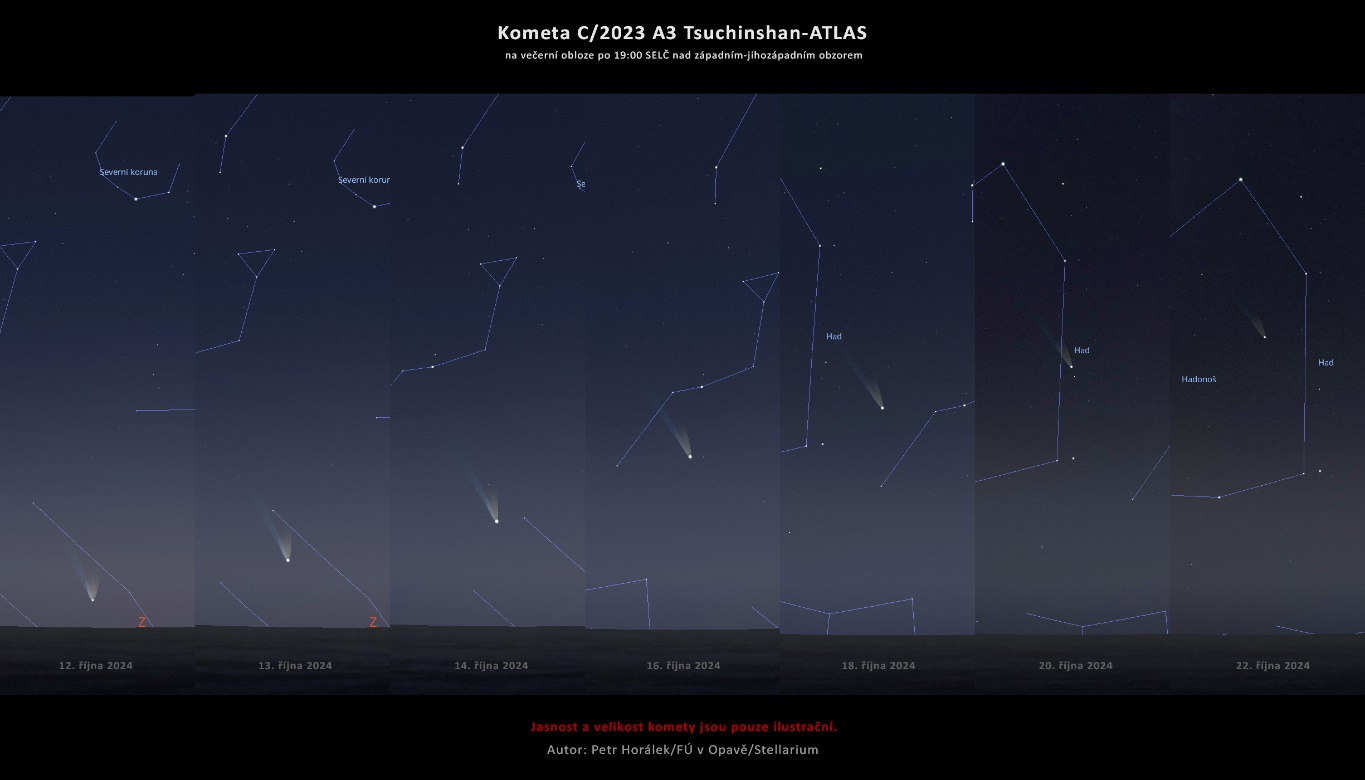 Kometa C/2023 A3 Tsuchinshan-ATLAS
na večerní obloze po 19:00 SELČ nad západním-jihozápadním obzorem
Severní koruna
Severní korun
Se
Had
Had
Had
Hadonoš
Z
Z
12. října 2024
13. října 2024
14. října 2024
16. října 2024
18. října 2024
20. října 2024
22. října 2024
Jasnost a velikost komety jsou pouze ilustrační.
Autor: Petr Horálek/FÚ v Opavě/Stellarium